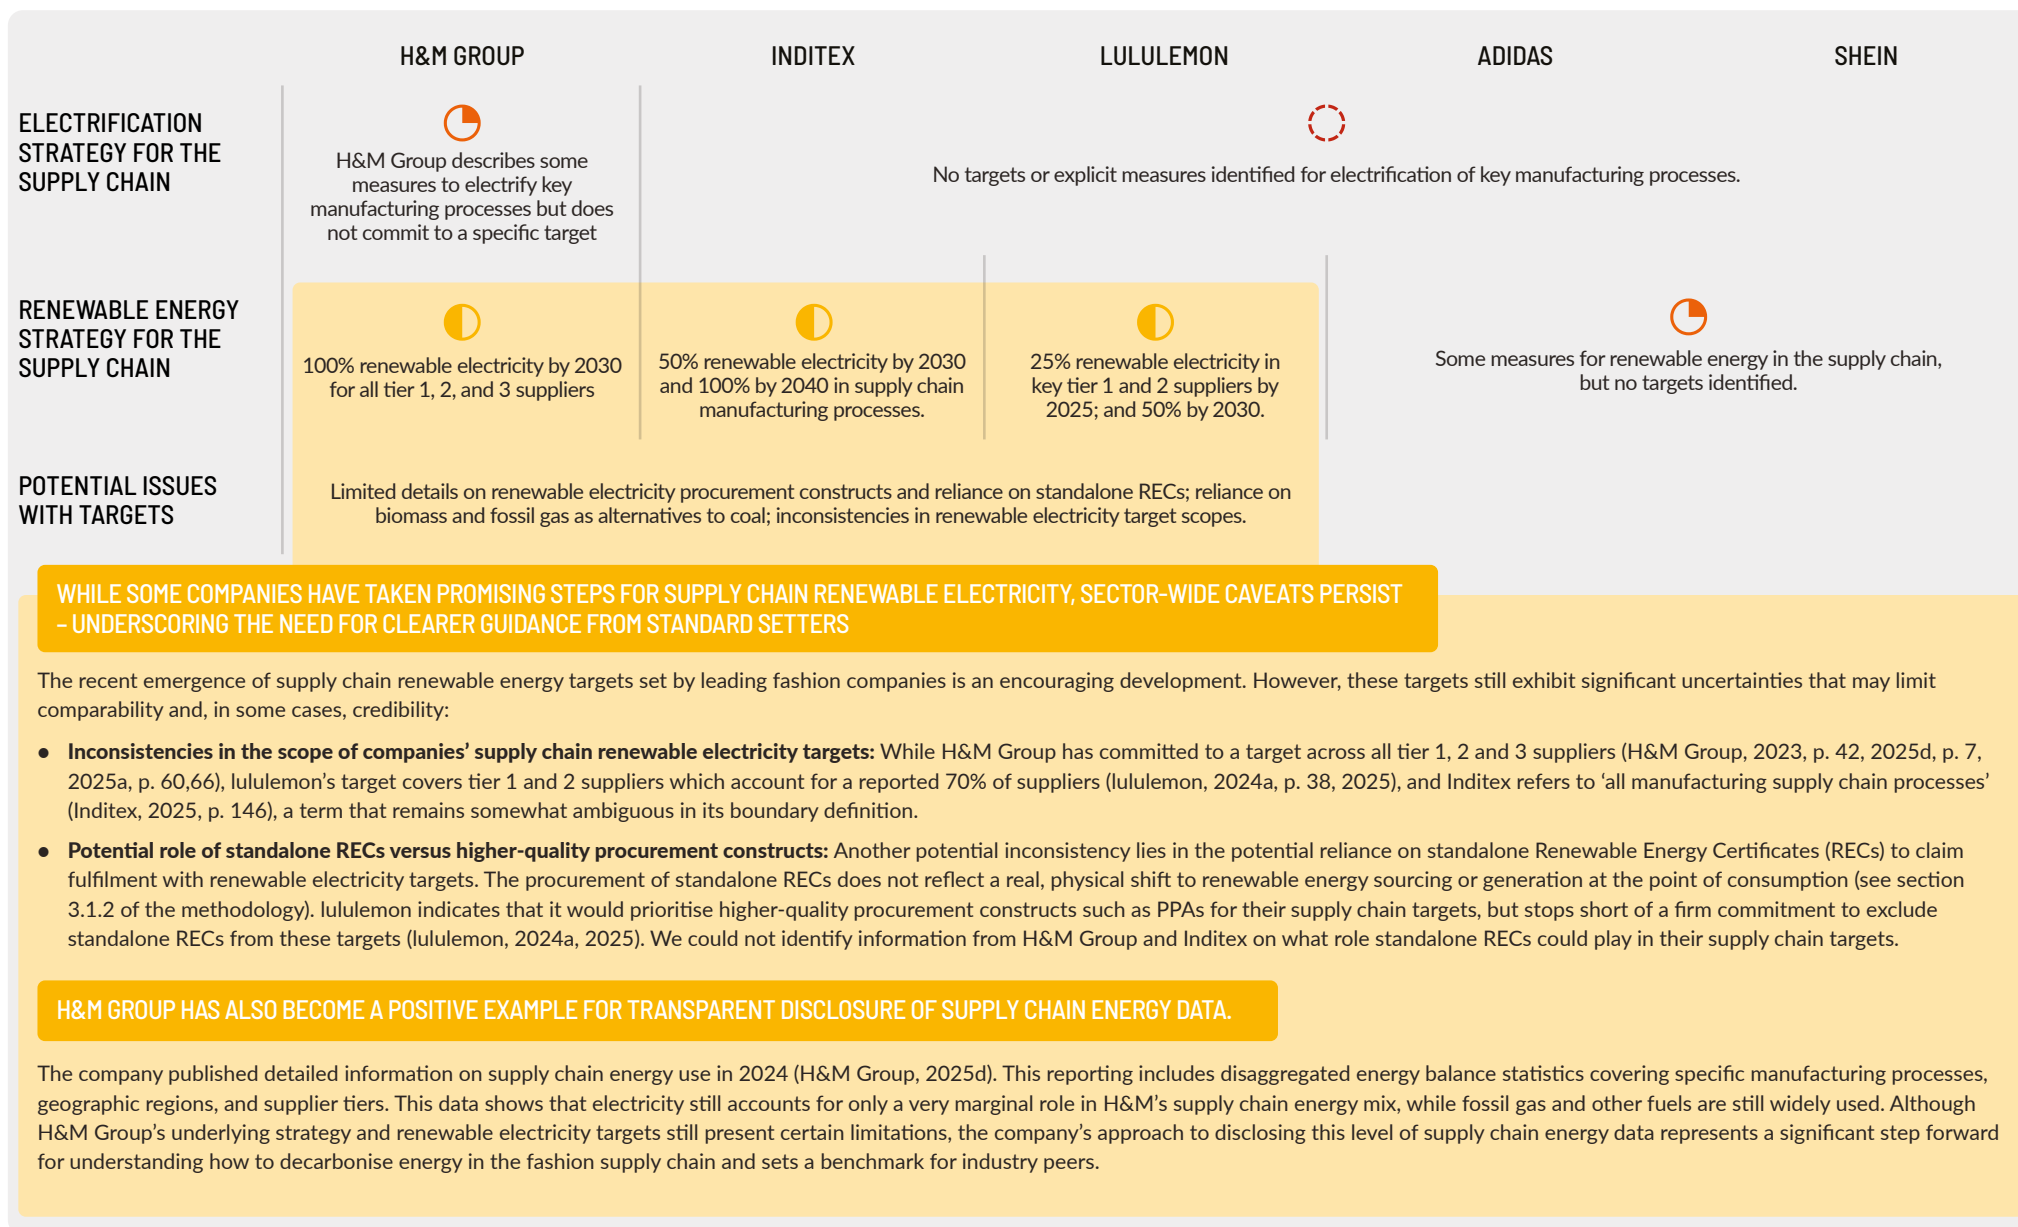 H&M GROUP
INDITEX
LULULEMON
ADIDAS
SHEIN
ELECTRIFICATION
STRATEGY FOR THE
SUPPLY CHAIN
H&M Group describes some
measures to electrify key
manufacturing processes but does
not commit to a specific target
No targets or explicit measures identified for electrification of key manufacturing processes.
RENEWABLE ENERGY
STRATEGY FOR THE
SUPPLY CHAIN
100% renewable electricity by 2030
for all tier 1, 2, and 3 suppliers
50% renewable electricity by 2030
and 100% by 2040 in supply chain
manufacturing processes.
25% renewable electricity in
key tier 1 and 2 suppliers by
2025; and 50% by 2030.
Some measures for renewable energy in the supply chain,
but no targets identified.
POTENTIAL ISSUES
WITH TARGETS
Limited details on renewable electricity procurement constructs and reliance on standalone RECs; reliance on
biomass and fossil gas as alternatives to coal; inconsistencies in renewable electricity target scopes.
WHILE SOME COMPANIES HAVE TAKEN PROMISING STEPS FOR SUPPLY CHAIN RENEWABLE ELECTRICITY, SECTOR-WIDE CAVEATS PERSIST
– UNDERSCORING THE NEED FOR CLEARER GUIDANCE FROM STANDARD SETTERS
The recent emergence of supply chain renewable energy targets set by leading fashion companies is an encouraging development. However, these targets still exhibit significant uncertainties that may limit
comparability and, in some cases, credibility:
● Inconsistencies in the scope of companies’ supply chain renewable electricity targets: While H&M Group has committed to a target across all tier 1, 2 and 3 suppliers (H&M Group, 2023, p. 42, 2025d, p. 7,
2025a, p. 60,66), lululemon’s target covers tier 1 and 2 suppliers which account for a reported 70% of suppliers (lululemon, 2024a, p. 38, 2025), and Inditex refers to ‘all manufacturing supply chain processes’
(Inditex, 2025, p. 146), a term that remains somewhat ambiguous in its boundary definition.
● Potential role of standalone RECs versus higher-quality procurement constructs: Another potential inconsistency lies in the potential reliance on standalone Renewable Energy Certificates (RECs) to claim
fulfilment with renewable electricity targets. The procurement of standalone RECs does not reflect a real, physical shift to renewable energy sourcing or generation at the point of consumption (see section
3.1.2 of the methodology). lululemon indicates that it would prioritise higher-quality procurement constructs such as PPAs for their supply chain targets, but stops short of a firm commitment to exclude
standalone RECs from these targets (lululemon, 2024a, 2025). We could not identify information from H&M Group and Inditex on what role standalone RECs could play in their supply chain targets.
H&M GROUP HAS ALSO BECOME A POSITIVE EXAMPLE FOR TRANSPARENT DISCLOSURE OF SUPPLY CHAIN ENERGY DATA.
The company published detailed information on supply chain energy use in 2024 (H&M Group, 2025d). This reporting includes disaggregated energy balance statistics covering specific manufacturing processes,
geographic regions, and supplier tiers. This data shows that electricity still accounts for only a very marginal role in H&M’s supply chain energy mix, while fossil gas and other fuels are still widely used. Although
H&M Group’s underlying strategy and renewable electricity targets still present certain limitations, the company’s approach to disclosing this level of supply chain energy data represents a significant step forward
for understanding how to decarbonise energy in the fashion supply chain and sets a benchmark for industry peers.